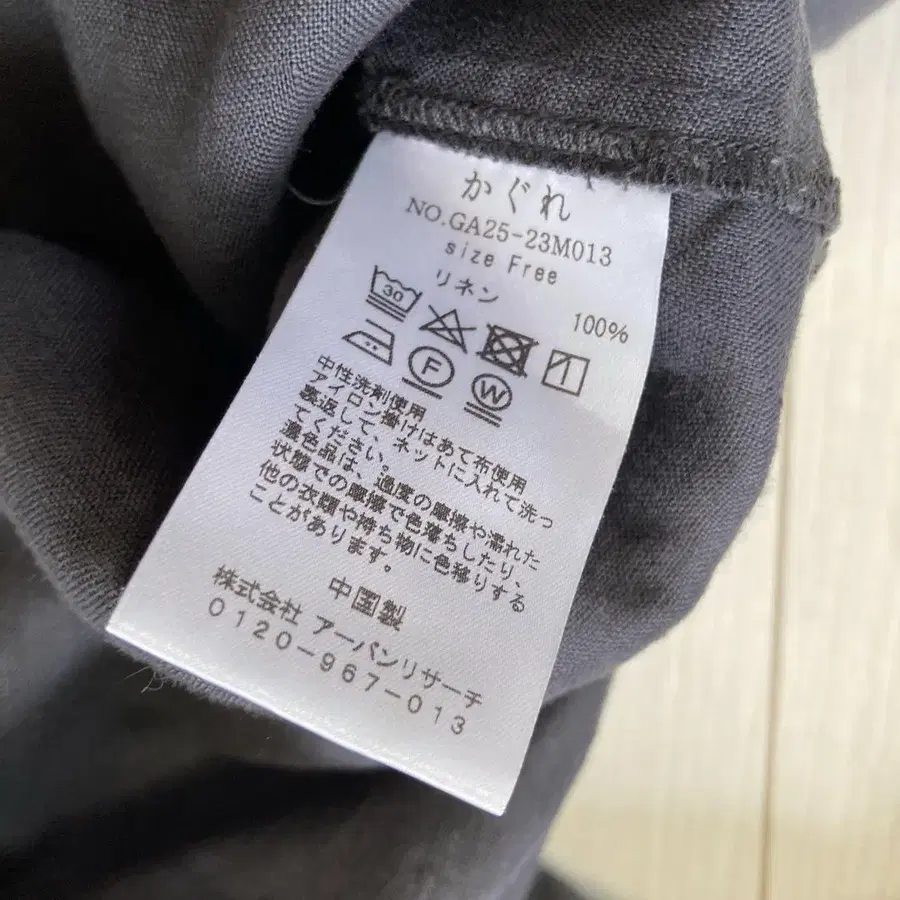 かぐれ
NO.GA25-23M013
size Free
リネン
100%
30
F
W
中性洗剤使用
アイロン掛けはあて布使用
裏返して、ネットに入れて洗っ
てください。
濃色品は、過度の摩擦や濡れた
状態での摩擦で色落ちしたり、
他の衣類や持ち物に色移りする
ことがあります。
中国製
株式会社 アーバンリサーチ
0120-967-013